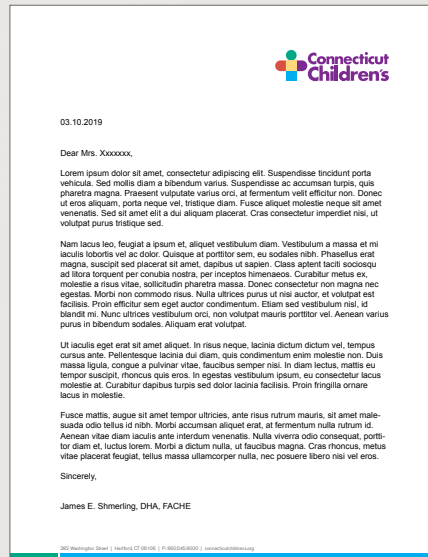 Connecticut
Children's
03.10.2019
Dear Mrs. Xxxxxxx,
Lorem ipsum dolor sit amet, consectetur adipiscing elit. Suspendisse tincidunt porta
vehicula. Sed mollis diam a bibendum varius. Suspendisse ac accumsan turpis, quis
pharetra magna. Praesent vulputate varius orci, at fermentum velit efficitur non. Donec
ut eros aliquam, porta neque vel, tristique diam. Fusce aliquet molestie neque sit amet
venenatis. Sed sit amet elit a dui aliquam placerat. Cras consectetur imperdiet nisi, ut
volutpat purus tristique sed.
Nam lacus leo, feugiat a ipsum et, aliquet vestibulum diam. Vestibulum a massa et mi
iaculis lobortis vel ac dolor. Quisque at porttitor sem, eu sodales nibh. Phasellus erat
magna, suscipit sed placerat sit amet, dapibus ut sapien. Class aptent taciti sociosqu
ad litora torquent per conubia nostra, per inceptos himenaeos. Curabitur metus ex,
molestie a risus vitae, sollicitudin pharetra massa. Donec consectetur non magna nec
egestas. Morbi non commodo risus. Nulla ultrices purus ut nisi auctor, et volutpat est
facilisis. Proin efficitur sem eget auctor condimentum. Etiam sed vestibulum nisl, id
blandit mi. Nunc ultrices vestibulum orci, non volutpat mauris porttitor vel. Aenean varius
purus in bibendum sodales. Aliquam erat volutpat.
Ut iaculis eget erat sit amet aliquet. In risus neque, lacinia dictum dictum vel, tempus
cursus ante. Pellentesque lacinia dui diam, quis condimentum enim molestie non. Duis
massa ligula, congue a pulvinar vitae, faucibus semper nisi. In diam lectus, mattis eu
tempor suscipit, rhoncus quis eros. In egestas vestibulum ipsum, eu consectetur lacus
molestie at. Curabitur dapibus turpis sed dolor lacinia facilisis. Proin fringilla ornare
lacus in molestie.
Fusce mattis, augue sit amet tempor ultricies, ante risus rutrum mauris, sit amet male-
suada odio tellus id nibh. Morbi accumsan aliquet erat, at fermentum nulla rutrum id.
Aenean vitae diam iaculis ante interdum venenatis. Nulla viverra odio consequat, portti-
tor diam et, luctus lorem. Morbi a dictum nulla, ut faucibus magna. Cras rhoncus, metus
vitae placerat feugiat, tellus massa ullamcorper nulla, nec posuere libero nisi vel eros.
Sincerely,
James E. Shmerling, DHA, FACHE
282 Washington Street | Hartford, CT 06106 | P: 860.545.9000 | connecticutchildrens.org